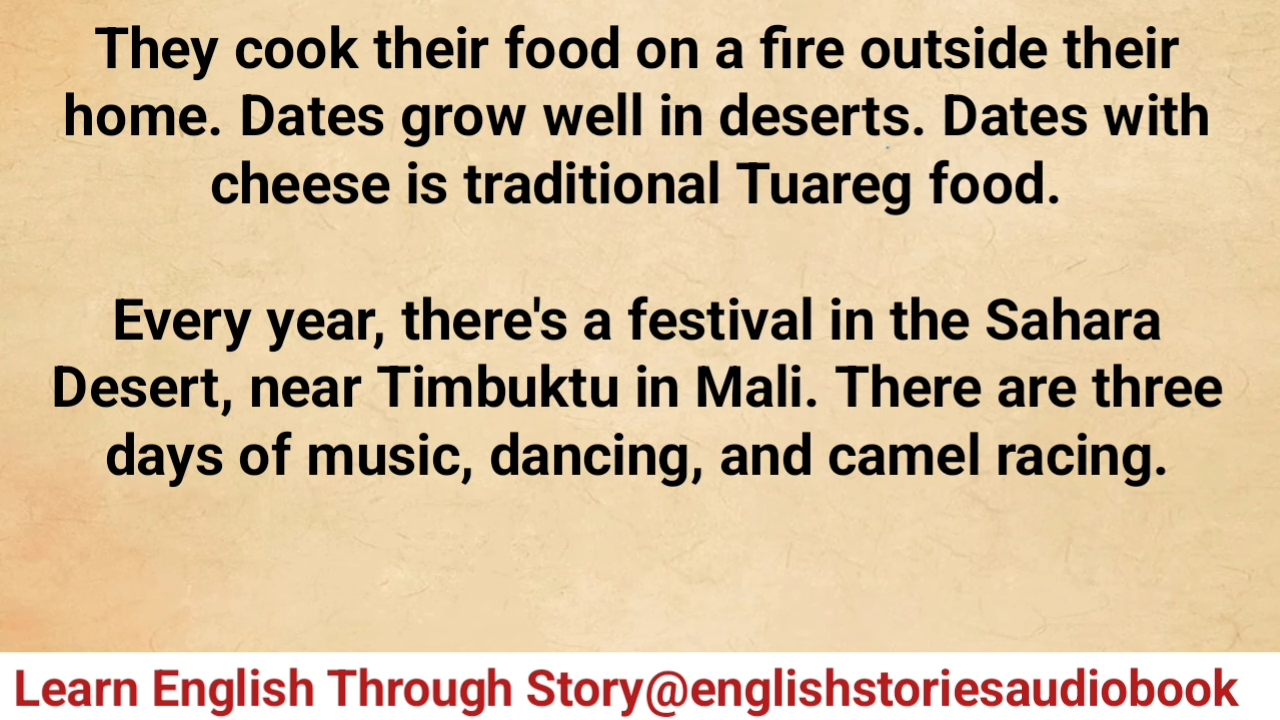 They cook their food on a fire outside their
home. Dates grow well in deserts. Dates with
cheese is traditional Tuareg food.
Every year, there's a festival in the Sahara
Desert, near Timbuktu in Mali. There are three
days of music, dancing, and camel racing.
Learn English Through Story@englishstoriesaudiobook